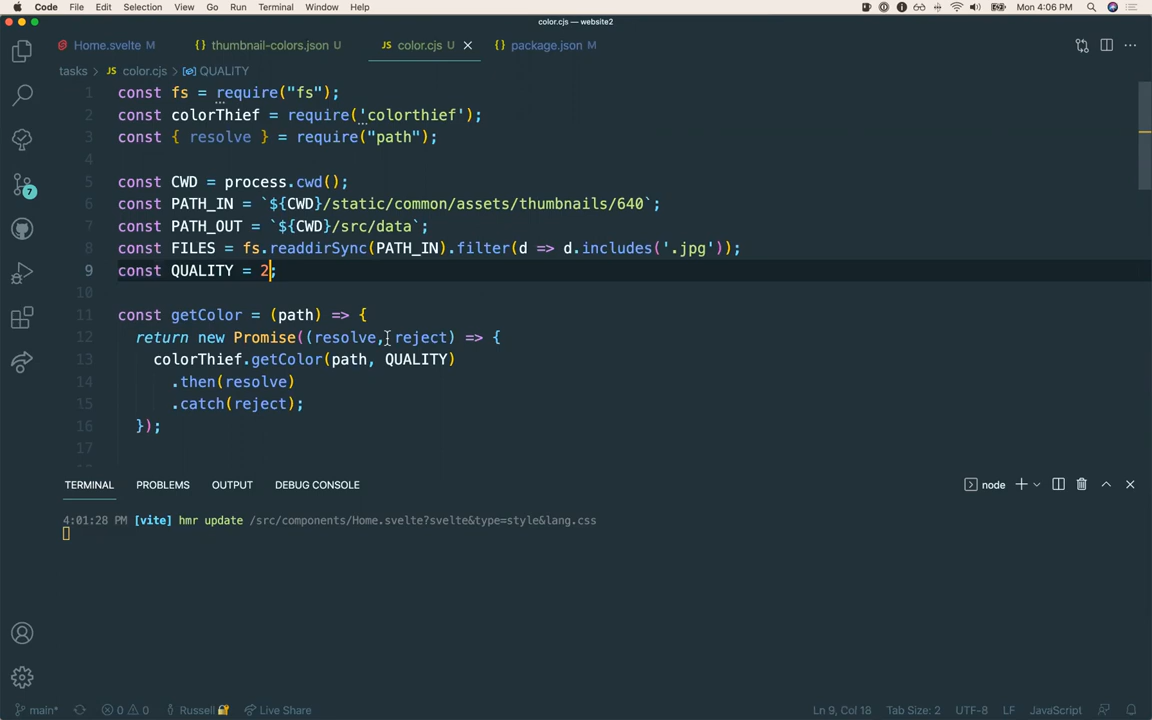 Code File Edit Selection View Go Run Terminal Window Help Mon 4:06 PM
color.cjs — website2
Home.svelte M {} thumbnail-colors.json U JS color.cjs U {} package.json M
tasks > JS color.cjs > QUALITY
1 const fs = require("fs");
2 const colorThief = require('colorthief');
3 const { resolve } = require("path");
4
5 const CWD = process.cwd();
6 const PATH_IN = `${CWD}/static/common/assets/thumbnails/640`;
7 const PATH_OUT = `${CWD}/src/data`;
8 const FILES = fs.readdirSync(PATH_IN).filter(d => d.includes('.jpg'));
9 const QUALITY = 2;
10
11 const getColor = (path) => {
12 return new Promise((resolve, reject) => {
13 colorThief.getColor(path, QUALITY)
14 .then(resolve)
15 .catch(reject);
16 });
17
7
TERMINAL PROBLEMS OUTPUT DEBUG CONSOLE node
4:01:28 PM [vite] hmr update /src/components/Home.svelte?svelte&type=style&lang.css
main* 0 0 Russell Live Share Ln 9, Col 18 Tab Size: 2 UTF-8 LF JavaScript